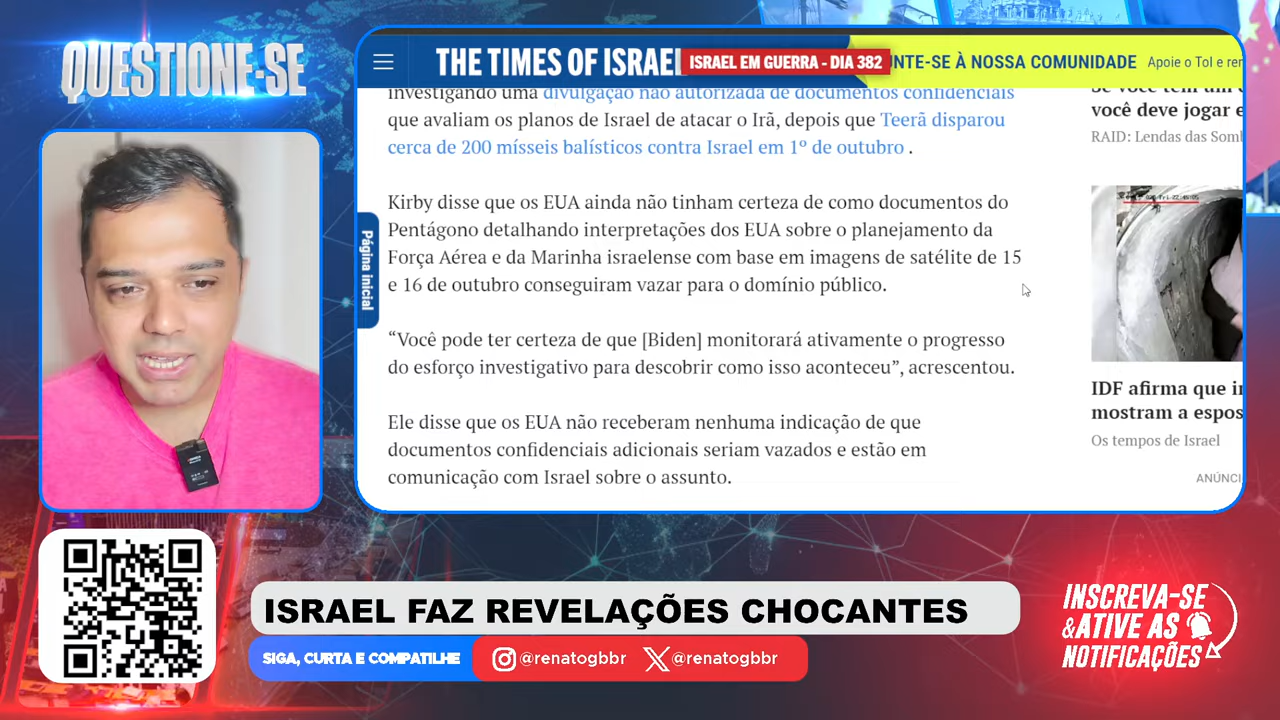 QUESTIONE-SE
THE TIMES OF ISRAEL
ISRAEL EM GUERRA - DIA 382
NTE-SE À NOSSA COMUNIDADE
Apoie o Tol e
investigando uma divulgação não autorizada de documentos confidenciais
que avaliam os planos de Israel de atacar o Irã, depois que Teerã disparou
cerca de 200 mísseis balísticos contra Israel em 1º de outubro .
Kirby disse que os EUA ainda não tinham certeza de como documentos do
Pentágono detalhando interpretações dos EUA sobre o planejamento da
Força Aérea e da Marinha israelense com base em imagens de satélite de 15
e 16 de outubro conseguiram vazar para o domínio público.
“Você pode ter certeza de que [Biden] monitorará ativamente o progresso
do esforço investigativo para descobrir como isso aconteceu”, acrescentou.
Ele disse que os EUA não receberam nenhuma indicação de que
documentos confidenciais adicionais seriam vazados e estão em
comunicação com Israel sobre o assunto.
Página inicial
você deve jogar e
RAID: Lendas das Somb
IDF afirma que
mostram a espos
Os tempos de Israel
ANÚNCI
ISRAEL FAZ REVELAÇÕES CHOCANTES
SIGA, CURTA E COMPATILHE
@renatogbbr
@renatogbbr
INSCREVA-SE
&ATIVE AS
NOTIFICAÇÕES